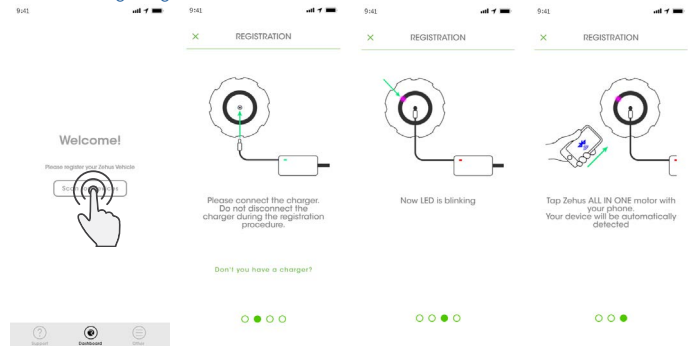 9:41
Welcome!
Please register your Zehus Vehicle
Support
Dashboard
Office
9:41
REGISTRATION
Please connect the charger.
Do not disconnect the
charger during the registration
procedure.
Don't you have a charger?
9:41
REGISTRATION
Now LED is blinking
9:41
REGISTRATION
Tap Zehus ALL IN ONE motor with
your phone.
Your device will be automatically
detected